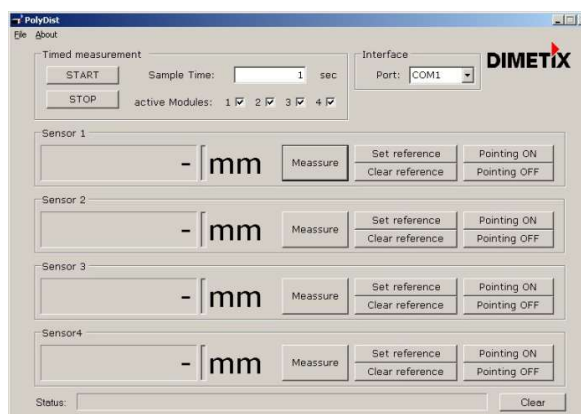 PolyDist
File About
Timed measurement
START Sample Time: 1 sec
STOP active Modules: 1 2 3 4
Interface
Port: COM1
DIMETIX
Sensor 1
- mm Meassure
Set reference Pointing ON
Clear reference Pointing OFF
Sensor 2
- mm Meassure
Set reference Pointing ON
Clear reference Pointing OFF
Sensor 3
- mm Meassure
Set reference Pointing ON
Clear reference Pointing OFF
Sensor4
- mm Meassure
Set reference Pointing ON
Clear reference Pointing OFF
Status: Clear